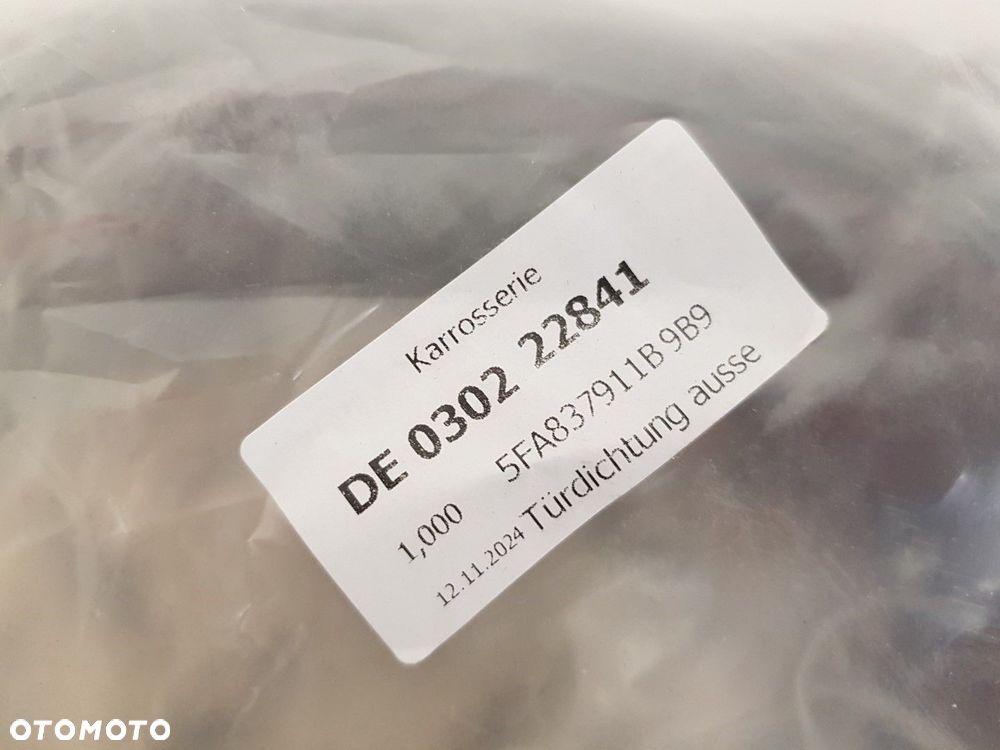 Karrosserie
DE 0302 22841
1,000 5FA837911B 9B9
12.11.2024 Türdichtung ausse
OTOMOTO